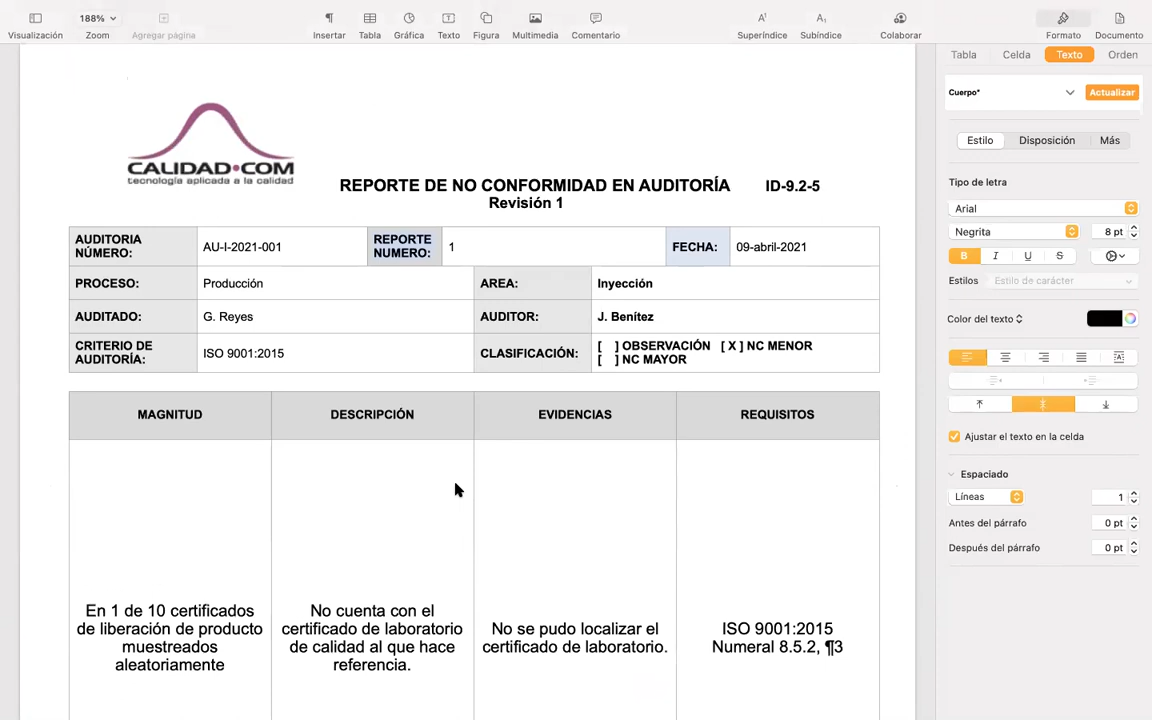 188%
Visualización Zoom Agregar página Insertar Tabla Gráfica Texto Figura Multimedia Comentario Superíndice Subíndice Colaborar Formato Documento
Tabla Celda Texto Orden
Cuerpo* Actualizar
Estilo Disposición Más
Tipo de letra
Arial
Negrita 8 pt
B I U S
Estilos Estilo de carácter
Color del texto
Ajustar el texto en la celda
Espaciado
Líneas 1
Antes del párrafo 0 pt
Después del párrafo 0 pt
CALIDAD•COM
tecnología aplicada a la calidad
REPORTE DE NO CONFORMIDAD EN AUDITORÍA ID-9.2-5
Revisión 1
AUDITORIA NÚMERO: AU-I-2021-001 REPORTE NUMERO: 1 FECHA: 09-abril-2021
PROCESO: Producción AREA: Inyección
AUDITADO: G. Reyes AUDITOR: J. Benítez
CRITERIO DE AUDITORÍA: ISO 9001:2015 CLASIFICACIÓN: [ ] OBSERVACIÓN [ X ] NC MENOR
[ ] NC MAYOR
MAGNITUD DESCRIPCIÓN EVIDENCIAS REQUISITOS
En 1 de 10 certificados
de liberación de producto
muestreados
aleatoriamente
No cuenta con el
certificado de laboratorio
de calidad al que hace
referencia.
No se pudo localizar el
certificado de laboratorio.
ISO 9001:2015
Numeral 8.5.2, ¶3